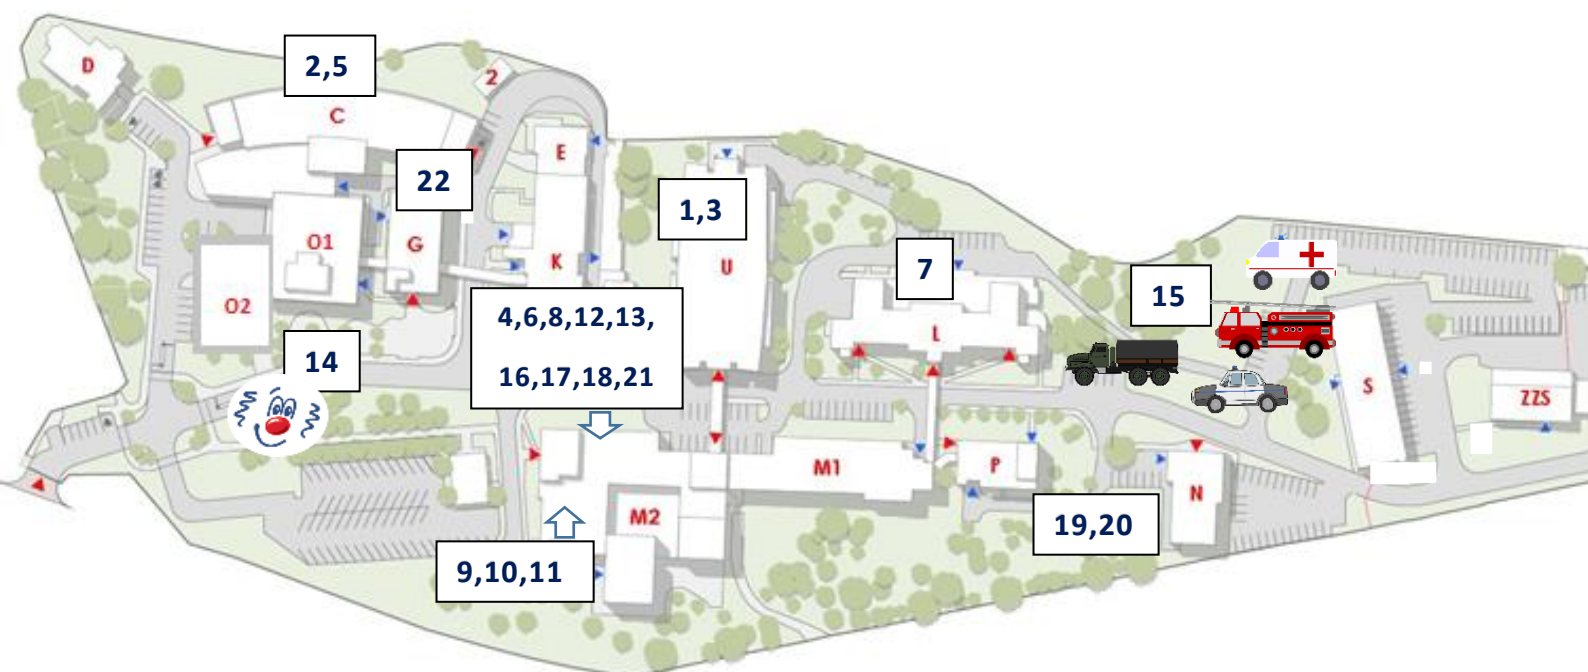 D
2,5
2
C
E
22
1,3
O1
G
K
U
7
15
O2
L
4,6,8,12,13,
16,17,18,21
14
S
ZZS
M1
P
N
M2
19,20
9,10,11